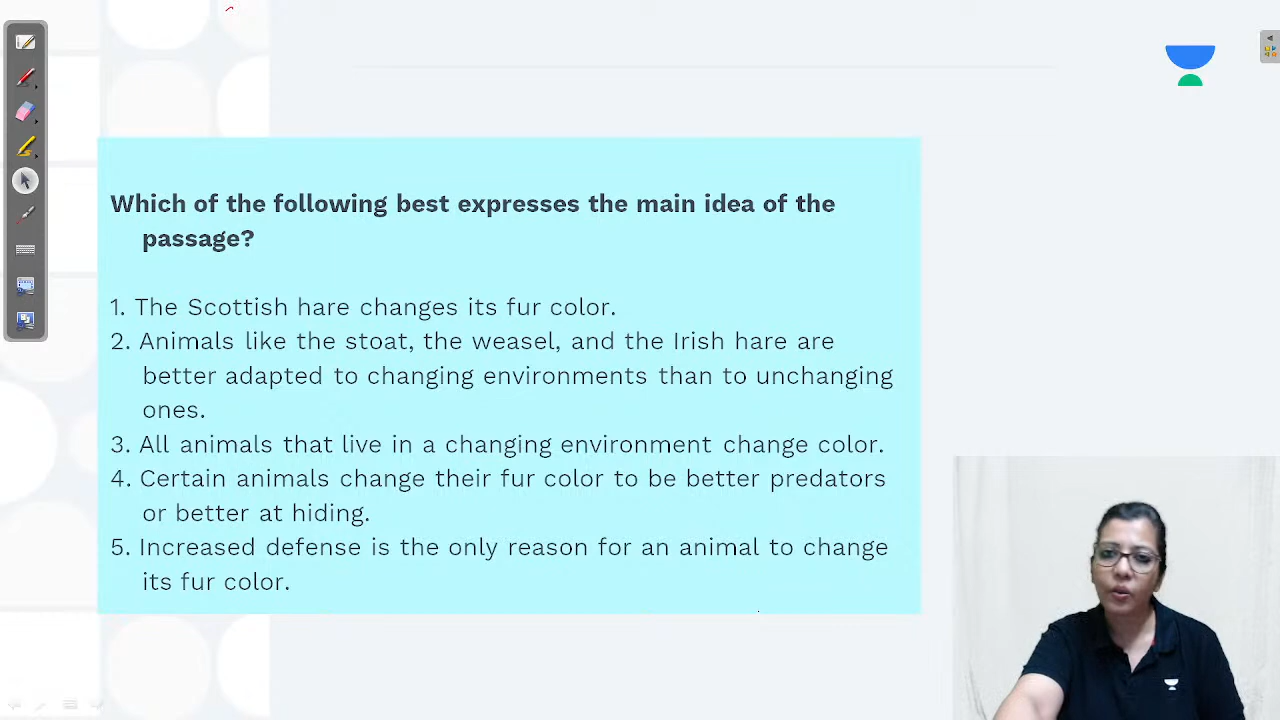 Which of the following best expresses the main idea of the
passage?
1. The Scottish hare changes its fur color.
2. Animals like the stoat, the weasel, and the Irish hare are
better adapted to changing environments than to unchanging
ones.
3. All animals that live in a changing environment change color.
4. Certain animals change their fur color to be better predators
or better at hiding.
5. Increased defense is the only reason for an animal to change
its fur color.